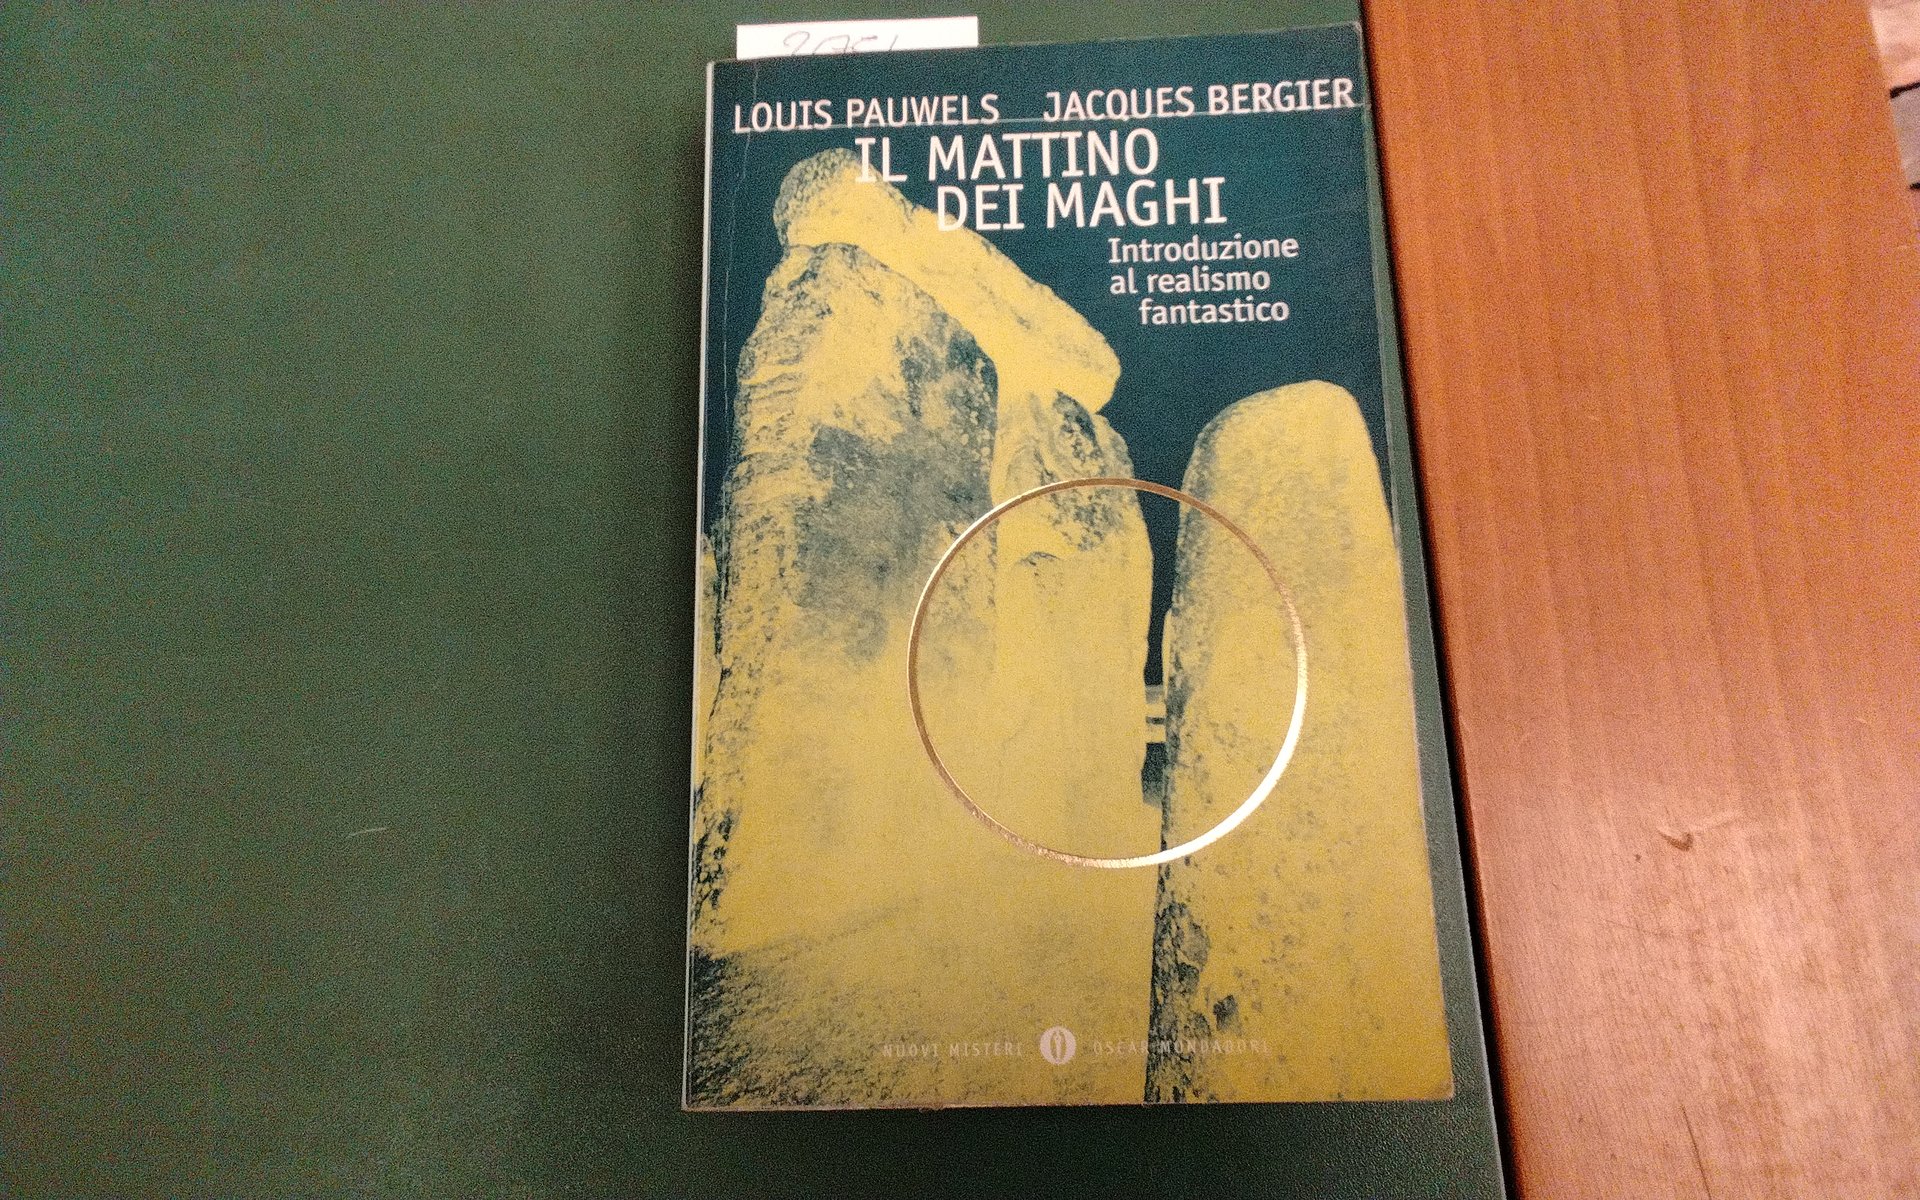 LOUIS PAUWELS JACQUES BERGIER
IL MATTINO
DEI MAGHI
Introduzione
al realismo
fantastico
NUOVI MISTERI OSCAR MONDADORI